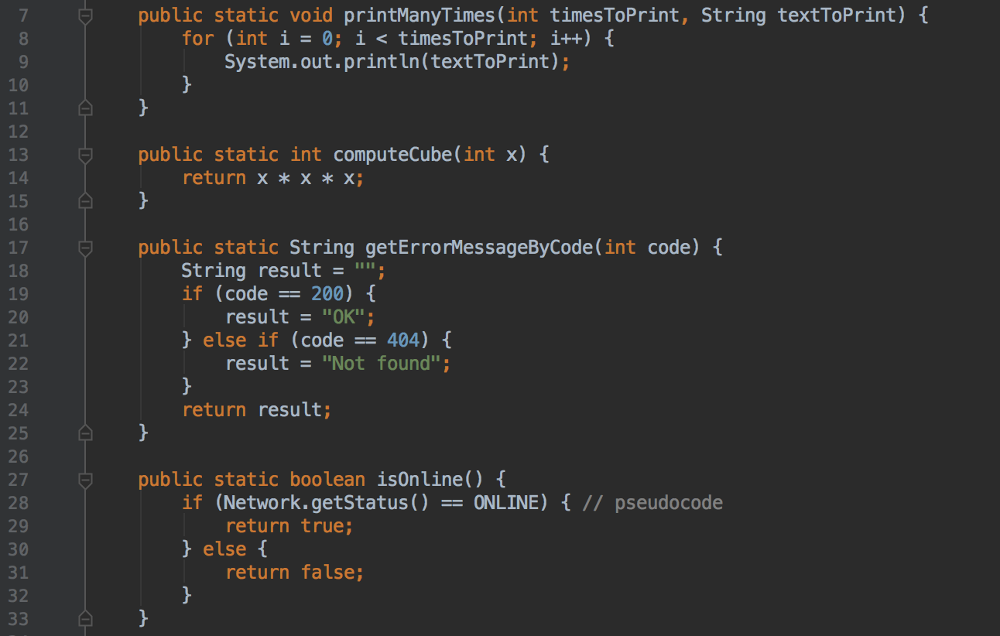 7 public static void printManyTimes(int timesToPrint, String textToPrint) {
8 for (int i = 0; i < timesToPrint; i++) {
9 System.out.println(textToPrint);
10 }
11 }
12
13 public static int computeCube(int x) {
14 return x * x * x;
15 }
16
17 public static String getErrorMessageByCode(int code) {
18 String result = "";
19 if (code == 200) {
20 result = "OK";
21 } else if (code == 404) {
22 result = "Not found";
23 }
24 return result;
25 }
26
27 public static boolean isOnline() {
28 if (Network.getStatus() == ONLINE) { // pseudocode
29 return true;
30 } else {
31 return false;
32 }
33 }